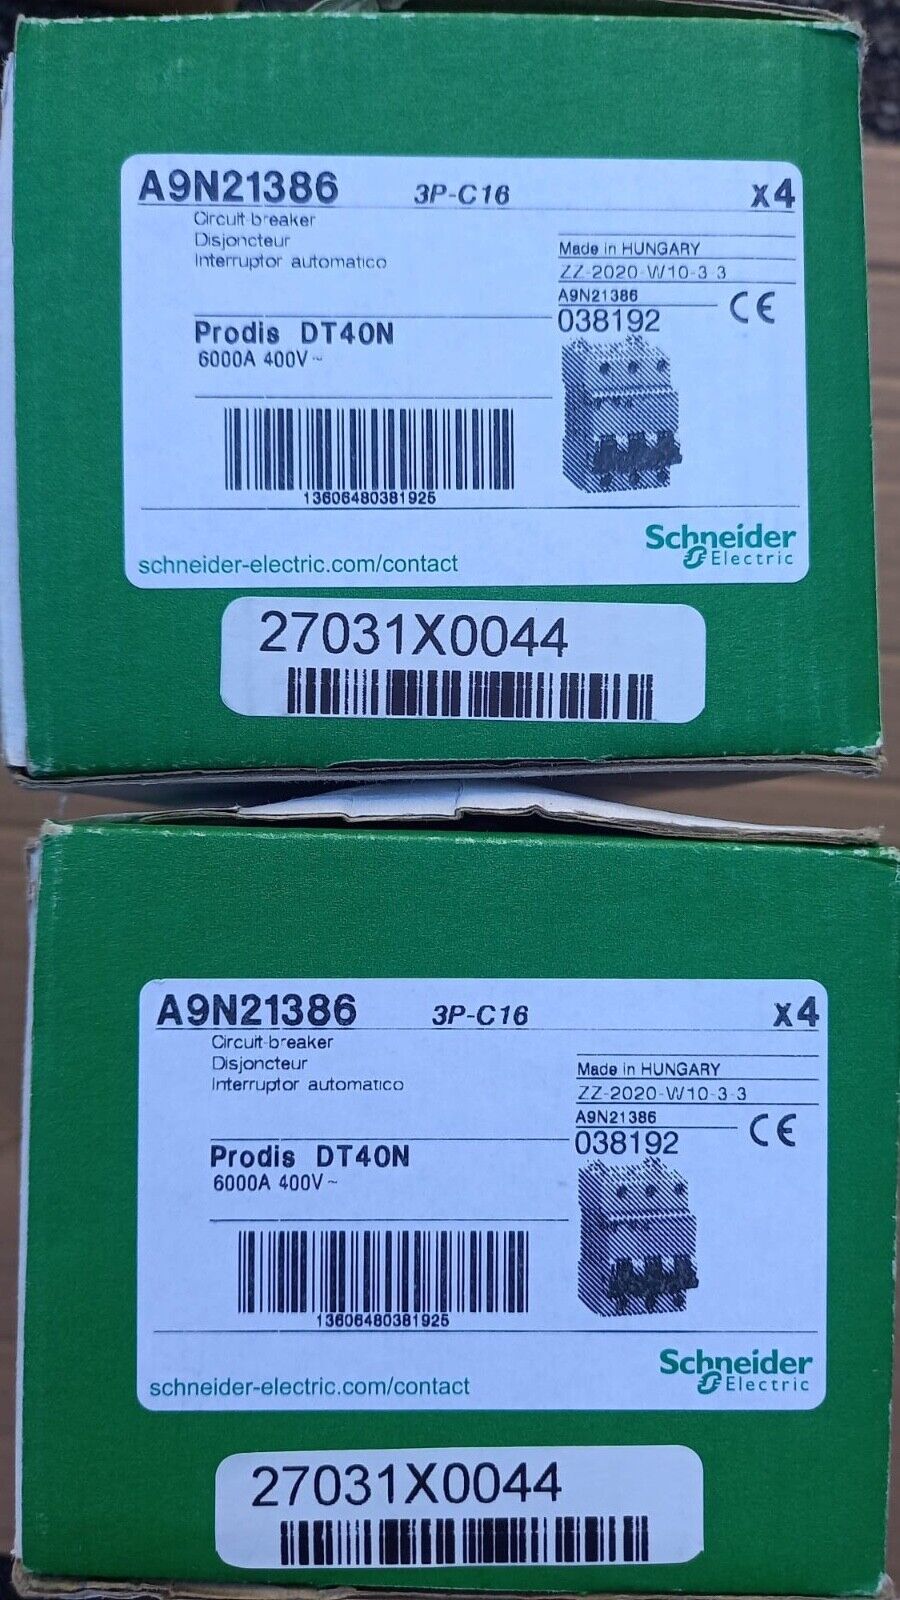 A9N21386 3P-C16 x4
Circuit-breaker
Disjoncteur
Interruptor automatico
Made in HUNGARY
ZZ-2020-W10-3 3
A9N21386
038192
CE
Prodis DT40N
6000A 400V~
13606480381925
schneider-electric.com/contact
Schneider
Electric
27031X0044
A9N21386 3P-C16 x4
Circuit-breaker
Disjoncteur
Interruptor automatico
Made in HUNGARY
ZZ-2020-W10-3-3
A9N21386
038192
CE
Prodis DT40N
6000A 400V~
13606480381925
schneider-electric.com/contact
Schneider
Electric
27031X0044